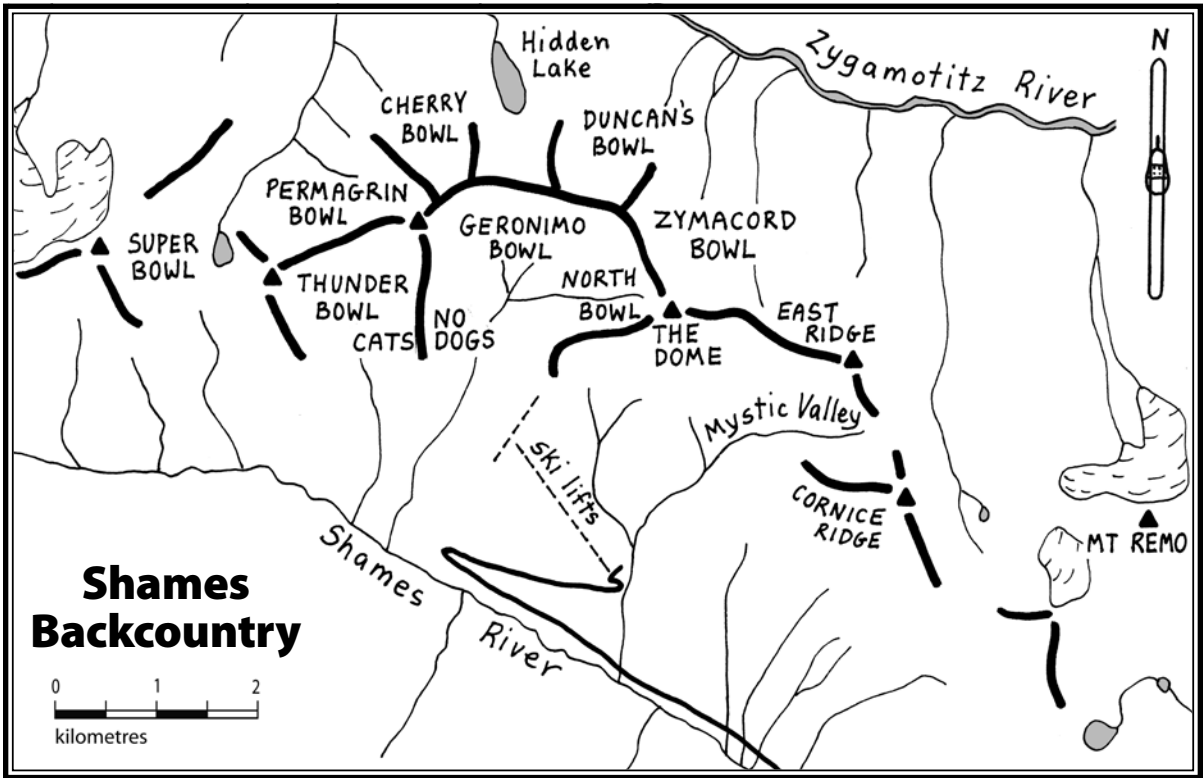 Hidden
Lake
Zygamotitz River
N
CHERRY
BOWL
DUNCAN'S
BOWL
PERMAGRIN
BOWL
GERONIMO
BOWL
ZYMACORD
BOWL
SUPER
BOWL
THUNDER
BOWL
NORTH
BOWL
CATS
NO
DOGS
THE
DOME
EAST
RIDGE
Mystic Valley
ski lifts
CORNICE
RIDGE
MT REMO
Shames
River
Shames
Backcountry
0 1 2
kilometres